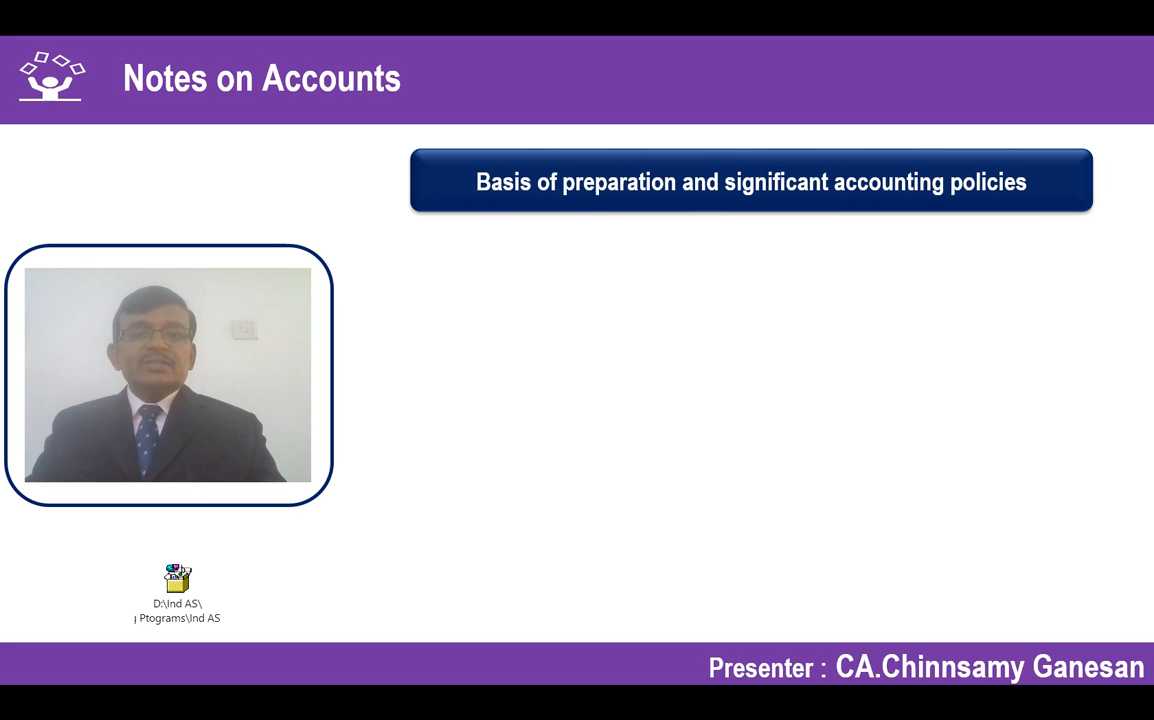 Notes on Accounts
Basis of preparation and significant accounting policies
D:\Ind AS\
Ptograms\Ind AS
Presenter : CA.Chinnsamy Ganesan